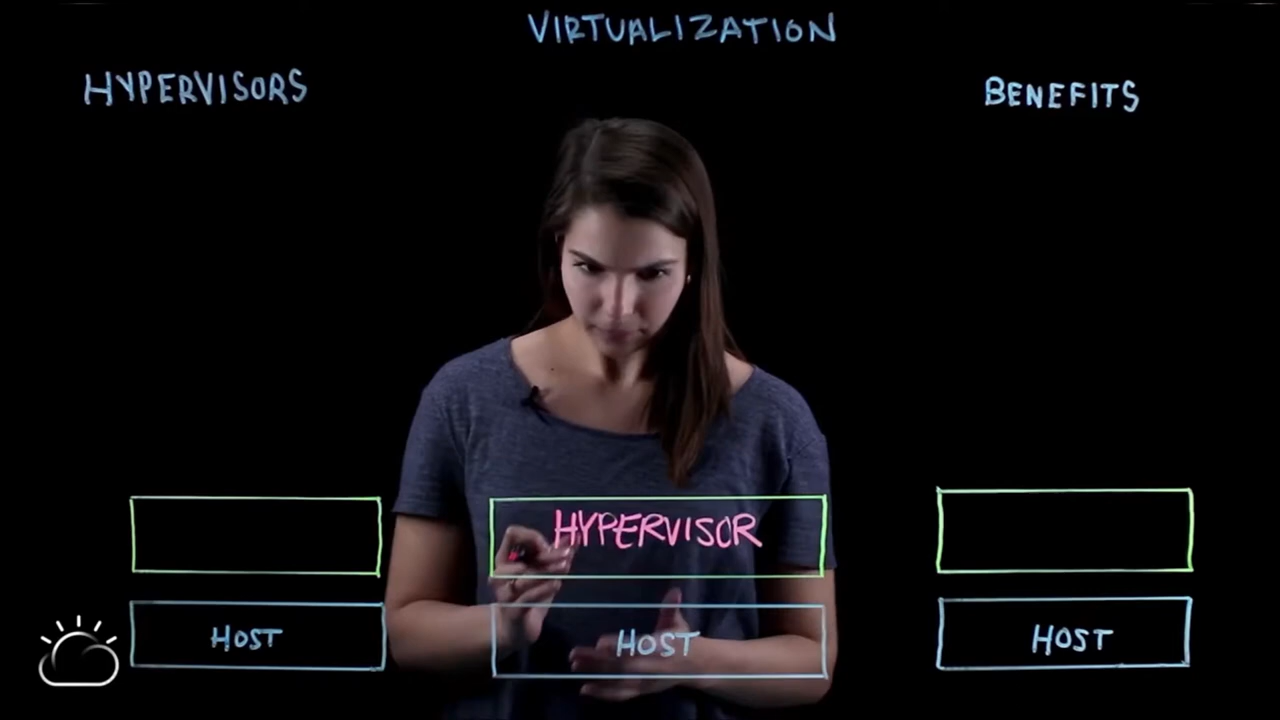 VIRTUALIZATION
HYPERVISORS
BENEFITS
HYPERVISOR
HOST
HOST
HOST